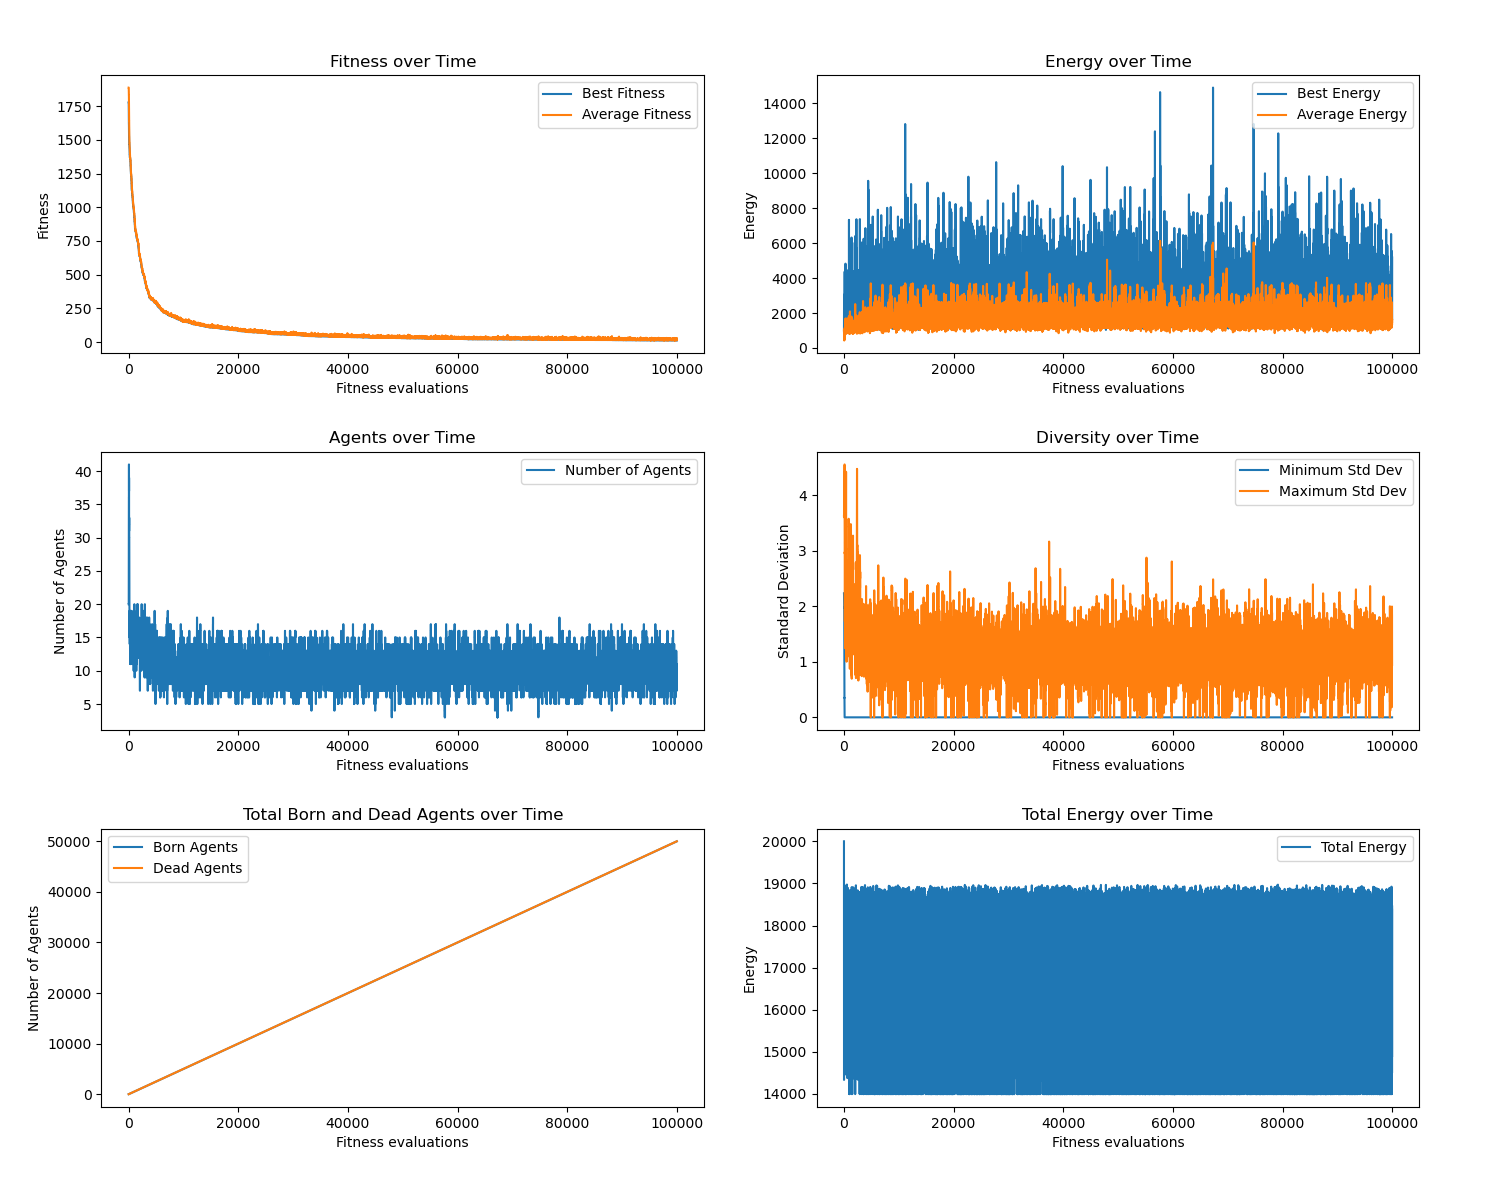 Fitness over Time
Fitness
1750
1500
1250
1000
750
500
250
0
Best Fitness
Average Fitness
0 20000 40000 60000 80000 100000
Fitness evaluations
Energy over Time
Energy
14000
12000
10000
8000
6000
4000
2000
0
Best Energy
Average Energy
0 20000 40000 60000 80000 100000
Fitness evaluations
Agents over Time
Number of Agents
40
35
30
25
20
15
10
5
Number of Agents
0 20000 40000 60000 80000 100000
Fitness evaluations
Diversity over Time
Standard Deviation
4
3
2
1
0
Minimum Std Dev
Maximum Std Dev
0 20000 40000 60000 80000 100000
Fitness evaluations
Total Born and Dead Agents over Time
Number of Agents
50000
40000
30000
20000
10000
0
Born Agents
Dead Agents
0 20000 40000 60000 80000 100000
Fitness evaluations
Total Energy over Time
Energy
20000
19000
18000
17000
16000
15000
14000
Total Energy
0 20000 40000 60000 80000 100000
Fitness evaluations